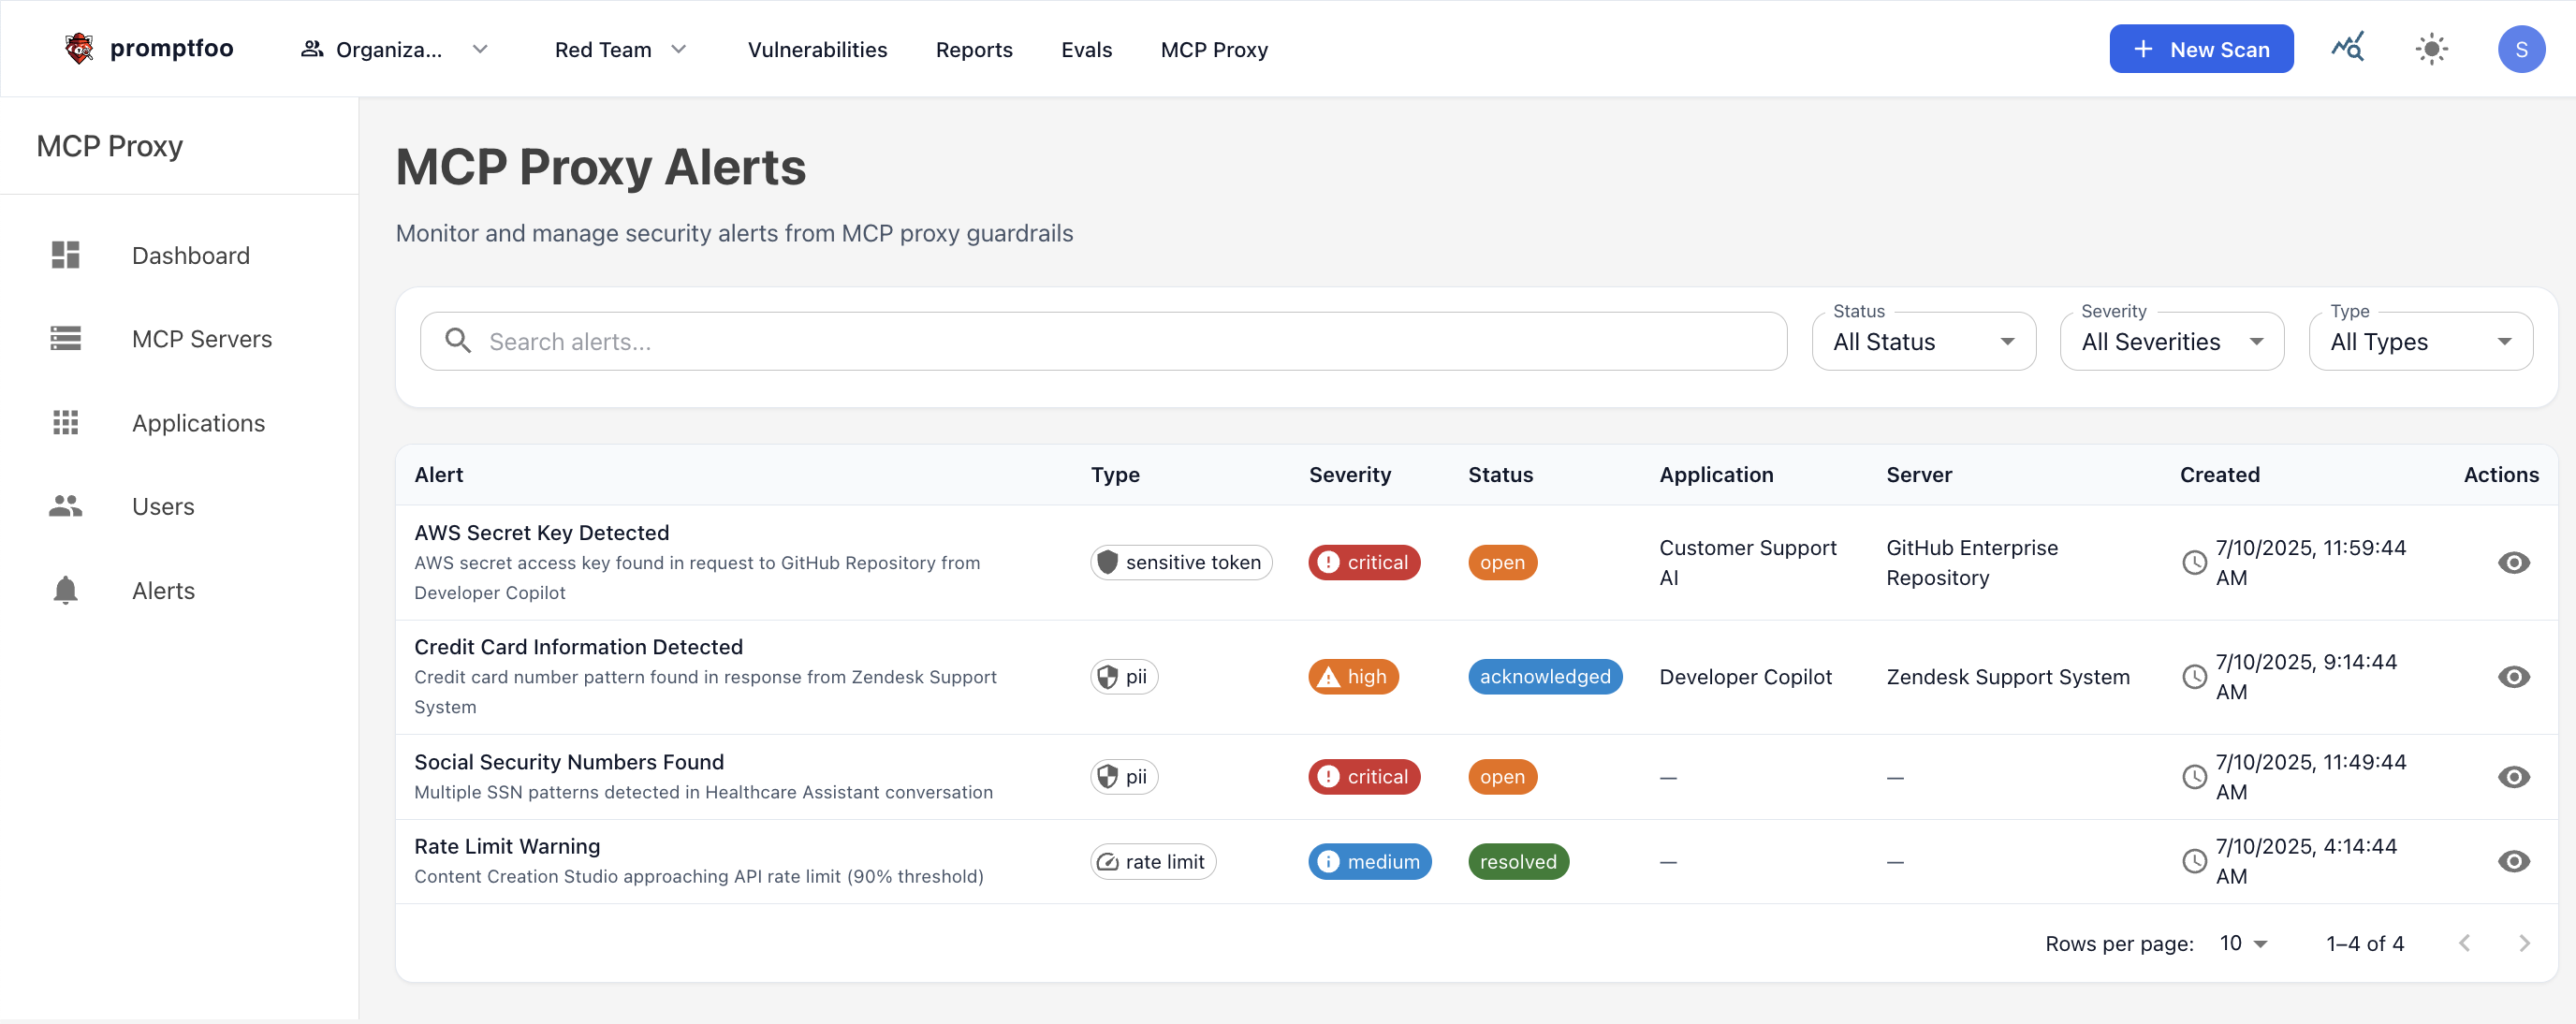 promptfoo
Organiza...
Red Team
Vulnerabilities
Reports
Evals
MCP Proxy
+ New Scan
S
MCP Proxy
Dashboard
MCP Servers
Applications
Users
Alerts
MCP Proxy Alerts
Monitor and manage security alerts from MCP proxy guardrails
Search alerts...
Status
All Status
Severity
All Severities
Type
All Types
Alert Type Severity Status Application Server Created Actions
AWS Secret Key Detected
AWS secret access key found in request to GitHub Repository from
Developer Copilot
sensitive token
critical
open
Customer Support
AI
GitHub Enterprise
Repository
7/10/2025, 11:59:44
AM
Credit Card Information Detected
Credit card number pattern found in response from Zendesk Support
System
pii
high
acknowledged
Developer Copilot
Zendesk Support System
7/10/2025, 9:14:44
AM
Social Security Numbers Found
Multiple SSN patterns detected in Healthcare Assistant conversation
pii
critical
open
—
—
7/10/2025, 11:49:44
AM
Rate Limit Warning
Content Creation Studio approaching API rate limit (90% threshold)
rate limit
medium
resolved
—
—
7/10/2025, 4:14:44
AM
Rows per page: 10 1–4 of 4